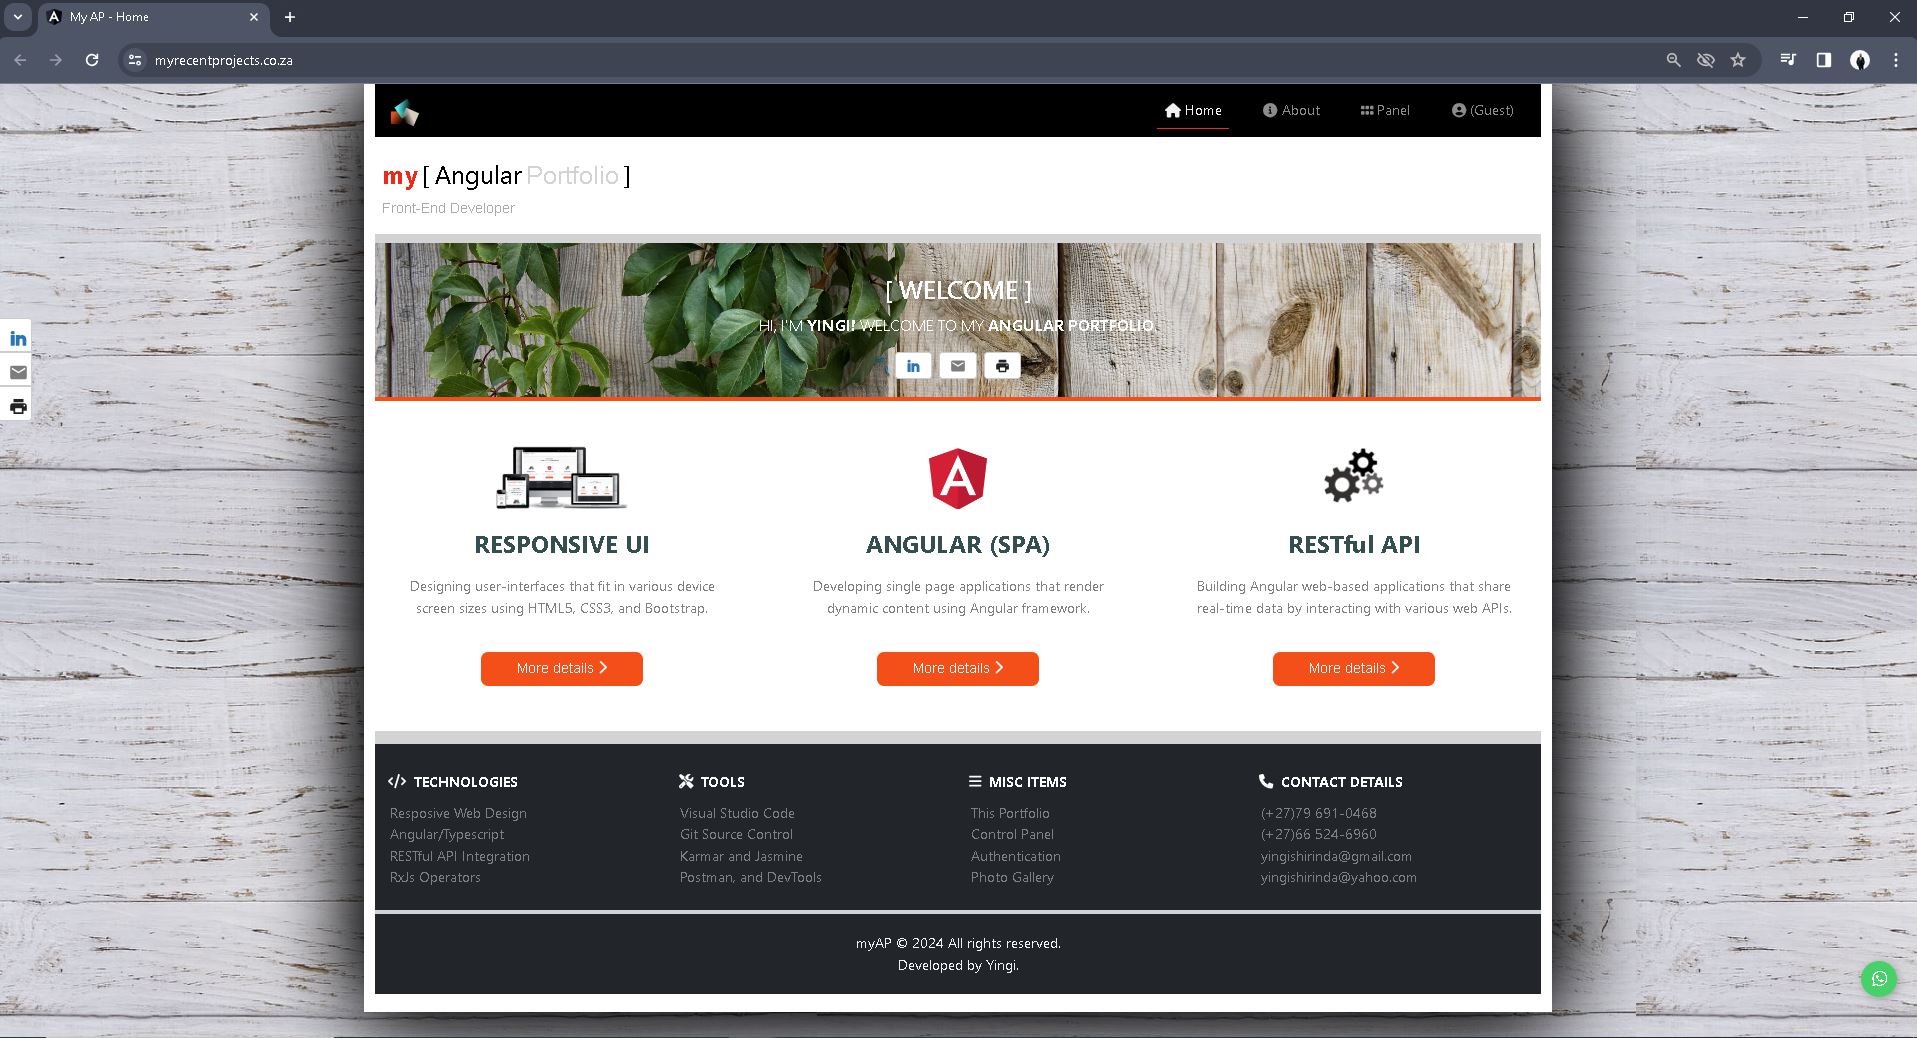 My AP - Home
myrecentprojects.co.za
Home About Panel (Guest)
my [ Angular Portfolio ]
Front-End Developer
[ WELCOME ]
HI, I'M YINGI! WELCOME TO MY ANGULAR PORTFOLIO
in
in
RESPONSIVE UI
Designing user-interfaces that fit in various device
screen sizes using HTML5, CSS3, and Bootstrap.
More details
A
ANGULAR (SPA)
Developing single page applications that render
dynamic content using Angular framework.
More details
RESTful API
Building Angular web-based applications that share
real-time data by interacting with various web APIs.
More details
TECHNOLOGIES
Resposive Web Design
Angular/Typescript
RESTful API Integration
RxJs Operators
TOOLS
Visual Studio Code
Git Source Control
Karmar and Jasmine
Postman, and DevTools
MISC ITEMS
This Portfolio
Control Panel
Authentication
Photo Gallery
CONTACT DETAILS
(+27)79 691-0468
(+27)66 524-6960
yingishirinda@gmail.com
yingishirinda@yahoo.com
myAP © 2024 All rights reserved.
Developed by Yingi.